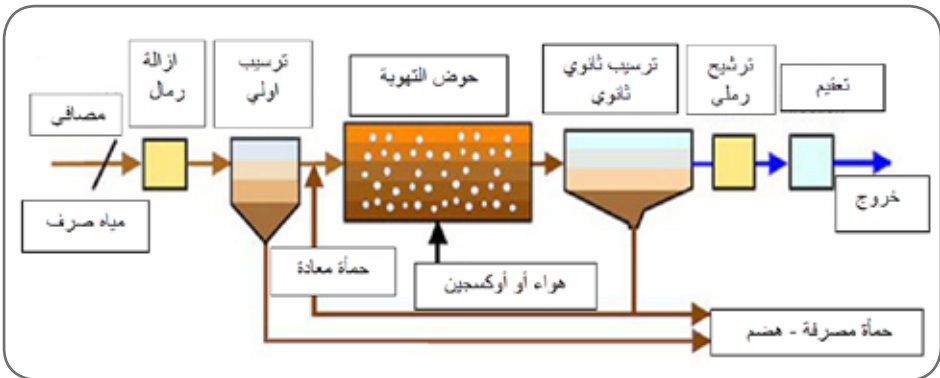 ازالة
رمال
ترسيب
اولي
حوض التهوية
ترسيب ثانوي
ثانوي
ترشيح
رملي
تعقيم
مصافي
مياه صرف
خروج
حمأة معادة
هواء أو أوكسجين
حمأة مصرفة - هضم